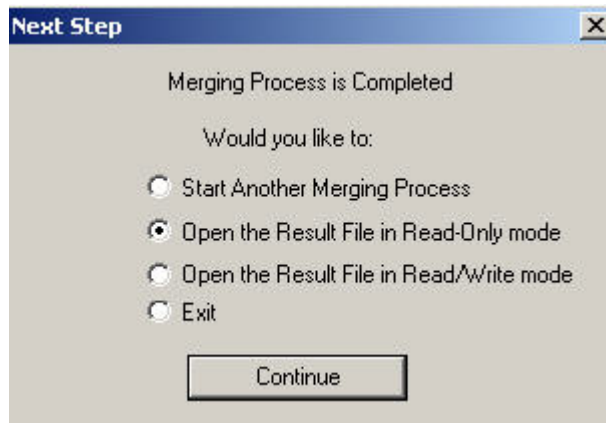 Next Step
Merging Process is Completed
Would you like to:
Start Another Merging Process
Open the Result File in Read-Only mode
Open the Result File in Read/Write mode
Exit
Continue